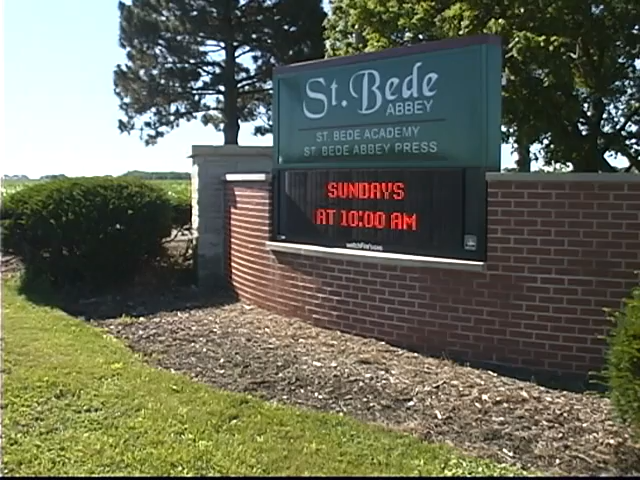 St. Bede
ABBEY
ST. BEDE ACADEMY
ST. BEDE ABBEY PRESS
SUNDAYS
AT 10:00 AM